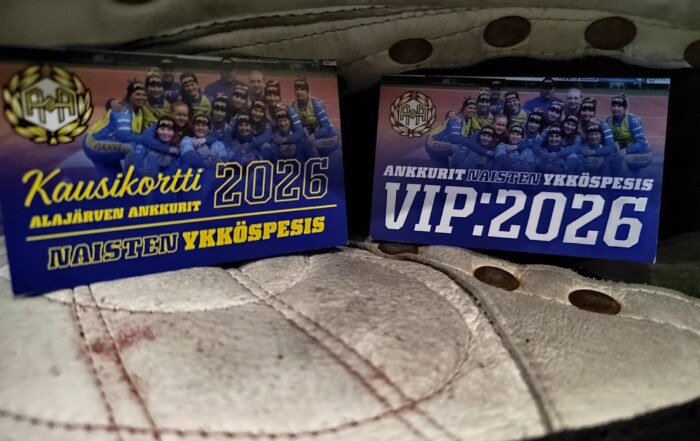 Kausikortti 2026
ALAJÄRVEN ANKKURIT
NAISTEN YKKÖSPESIS
ANKKURIT NAISTEN YKKÖSPESIS
VIP:2026